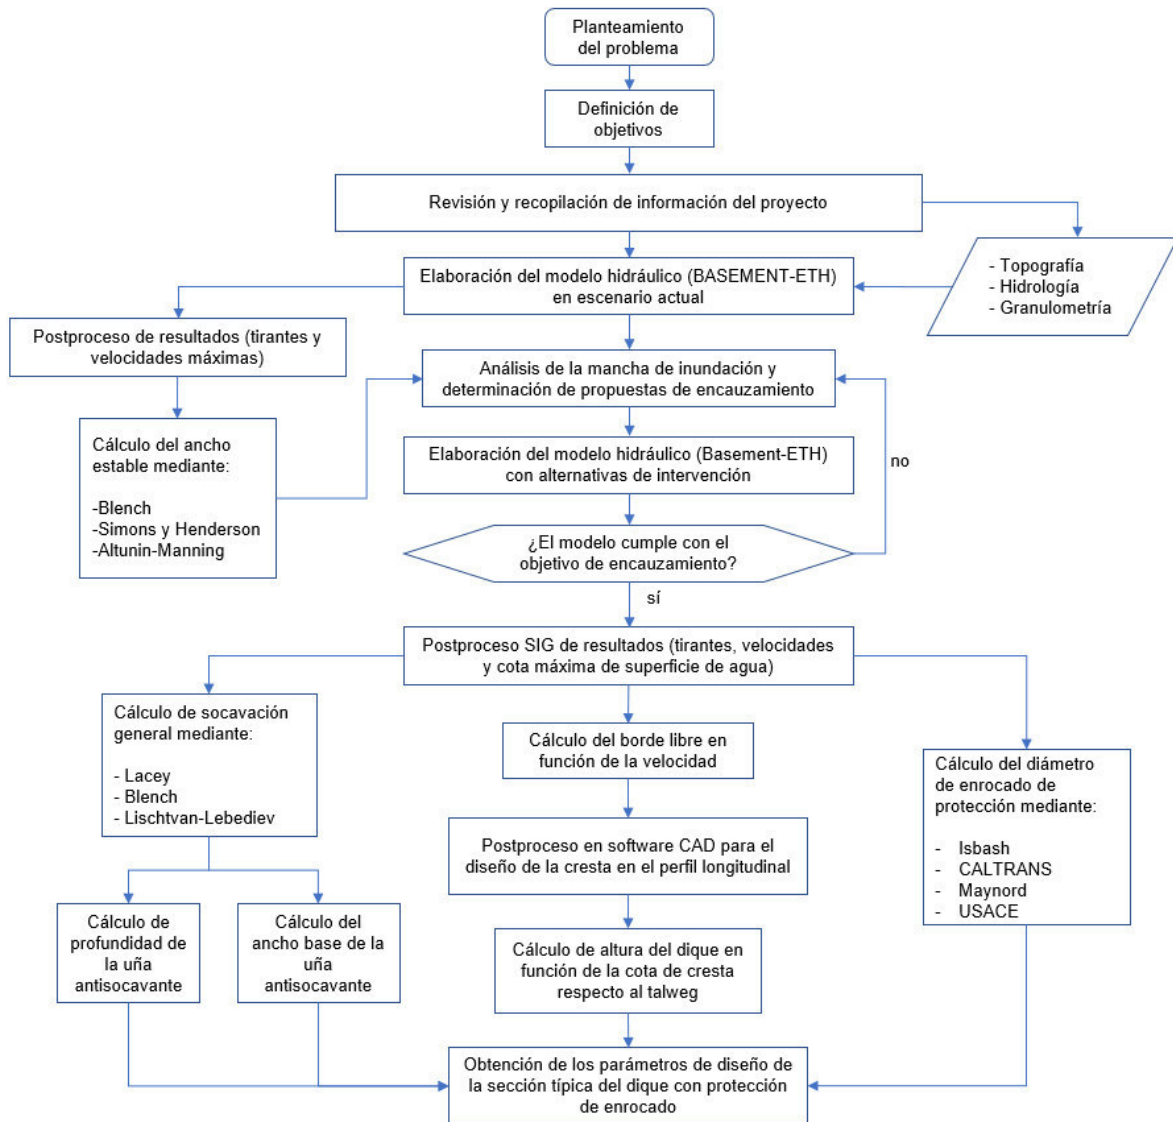 Planteamiento
del problema
Definición de
objetivos
Revisión y recopilación de información del proyecto
- Topografía
- Hidrología
- Granulometría
Elaboración del modelo hidráulico (BASEMENT-ETH)
en escenario actual
Postproceso de resultados (tirantes y
velocidades máximas)
Cálculo del ancho
estable mediante:
-Blench
-Simons y Henderson
-Altunin-Manning
Análisis de la mancha de inundación y
determinación de propuestas de encauzamiento
Elaboración del modelo hidráulico (Basement-ETH)
con alternativas de intervención
no
¿El modelo cumple con el
objetivo de encauzamiento?
sí
Postproceso SIG de resultados (tirantes, velocidades
y cota máxima de superficie de agua)
Cálculo de socavación
general mediante:
- Lacey
- Blench
- Lischtvan-Lebediev
Cálculo de
profundidad de
la uña
antisocavante
Cálculo del
ancho base de la
uña
antisocavante
Cálculo del borde libre en
función de la velocidad
Postproceso en software CAD para el
diseño de la cresta en el perfil longitudinal
Cálculo de altura del dique en
función de la cota de cresta
respecto al talweg
Cálculo del diámetro
de enrocado de
protección mediante:
- Isbash
- CALTRANS
- Maynord
- USACE
Obtención de los parámetros de diseño de
la sección típica del dique con protección
de enrocado